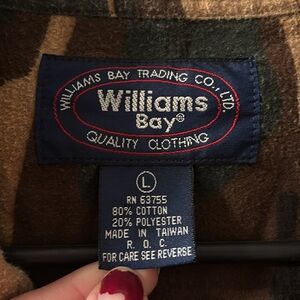 WILLIAMS BAY TRADING CO., LTD.
Williams
Bay®
QUALITY CLOTHING
L
RN 63755
80% COTTON
20% POLYESTER
MADE IN TAIWAN
R. O. C.
FOR CARE SEE REVERSE